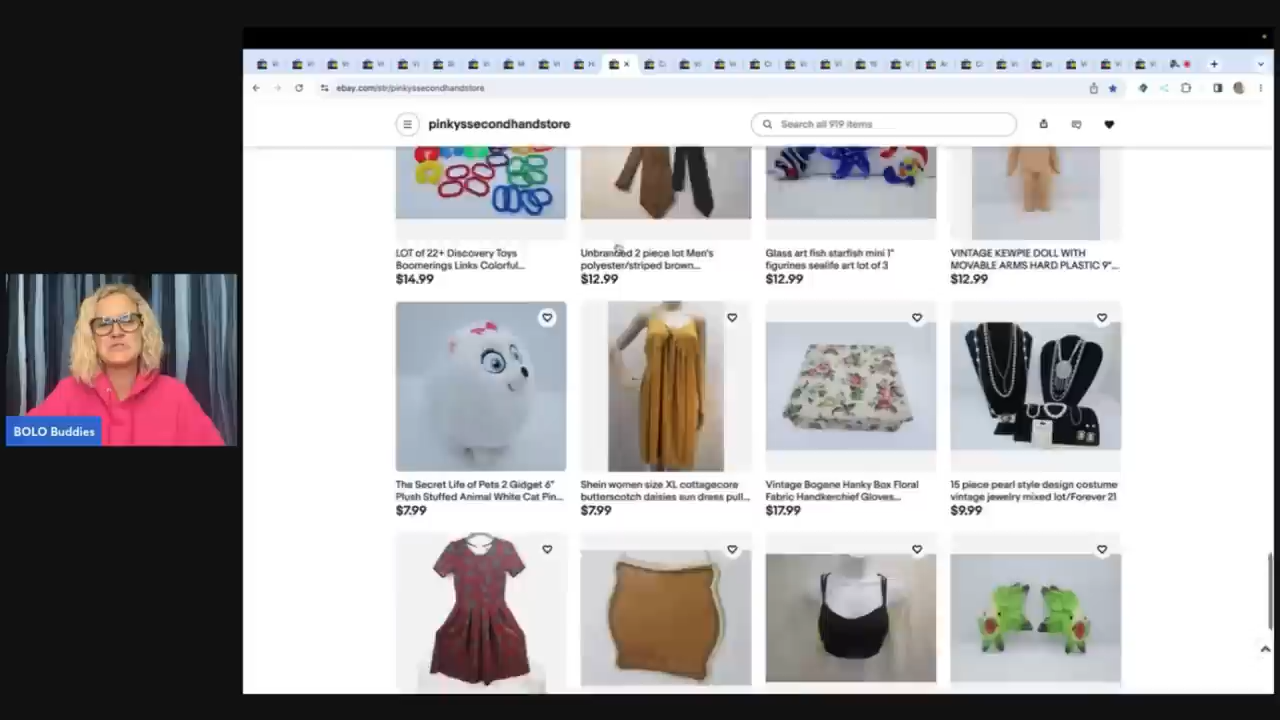 ebay.com/str/pinkyssecondhandstore
pinkyssecondhandstore
Search all 919 items
LOT of 22+ Discovery Toys
Boomerings Links Colorful...
$14.99
Unbranded 2 piece lot Men's
polyester/striped brown...
$12.99
Glass art fish starfish mini 1"
figurines sealife art lot of 3
$12.99
VINTAGE KEWPIE DOLL WITH
MOVABLE ARMS HARD PLASTIC 9"...
$12.99
The Secret Life of Pets 2 Gidget 6"
Plush Stuffed Animal White Cat Pin...
$7.99
Shein women size XL cottagecore
butterscotch daisies sun dress pull...
$7.99
Vintage Bogene Hanky Box Floral
Fabric Handkerchief Gloves...
$17.99
15 piece pearl style design costume
vintage jewelry mixed lot/Forever 21
$9.99
BOLO Buddies